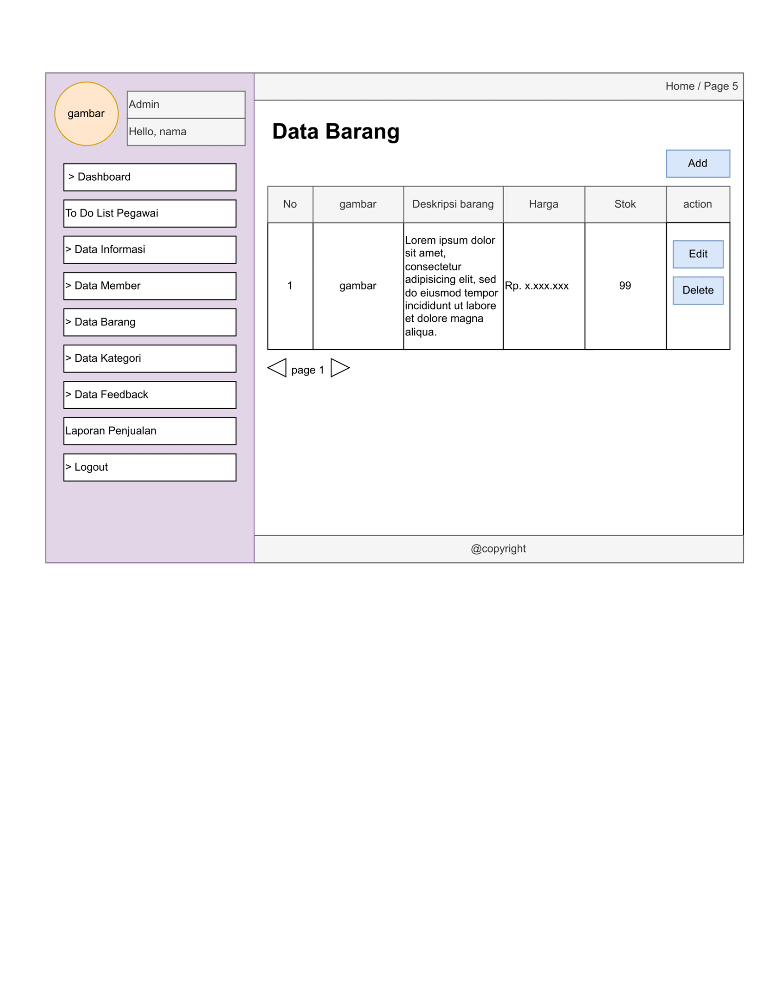 gambar
Admin
Hello, nama
> Dashboard
To Do List Pegawai
> Data Informasi
> Data Member
> Data Barang
> Data Kategori
> Data Feedback
Laporan Penjualan
> Logout
Home / Page 5
Data Barang
Add
No gambar Deskripsi barang Harga Stok action
1
gambar
Lorem ipsum dolor
sit amet,
consectetur
adipisicing elit, sed
do eiusmod tempor
incididunt ut labore
et dolore magna
aliqua.
Rp. x.xxx.xxx
99
Edit
Delete
page 1
@copyright